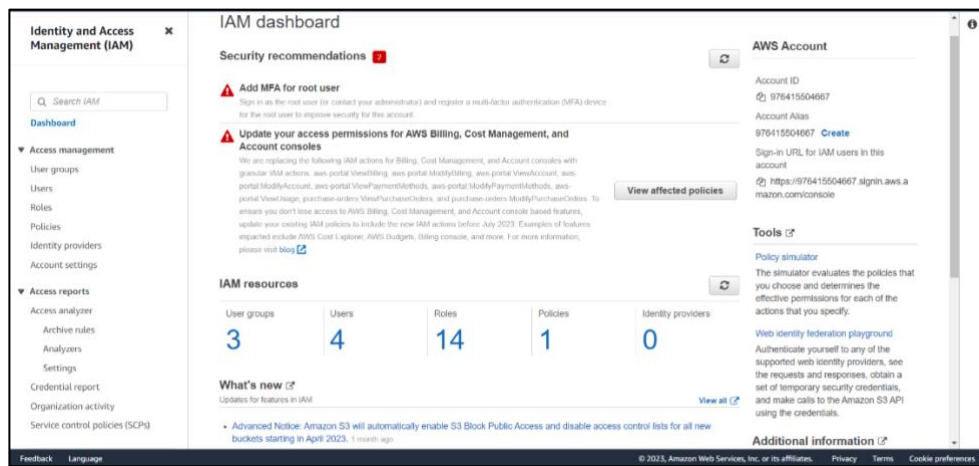 Identity and Access
Management (IAM)
Search IAM
Dashboard
Access management
User groups
Users
Roles
Policies
Identity providers
Account settings
Access reports
Access analyzer
Archive rules
Analyzers
Settings
Credential report
Organization activity
Service control policies (SCPs)
IAM dashboard
Security recommendations 2
Add MFA for root user
Sign in as the root user (or contact your administrator) and register a multi-factor authentication (MFA) device
for the root user to improve security for this account.
Update your access permissions for AWS Billing, Cost Management, and
Account consoles
We are replacing the following IAM actions for Billing, Cost Management, and Account consoles with
granular IAM actions: aws-portal:ViewBilling, aws-portal:ModifyBilling, aws-portal:ViewAccount, aws-
portal:ModifyAccount, aws-portal:ViewPaymentMethods, aws-portal:ModifyPaymentMethods, aws-
portal:ViewUsage, purchase-orders:ViewPurchaseOrders, and purchase-orders:ModifyPurchaseOrders. To
ensure you don't lose access to AWS Billing, Cost Management, and Account console based features,
update your existing IAM policies to include the new IAM actions before July 2023. Examples of features
impacted include AWS Cost Explorer, AWS Budgets, Billing console, and more. For more information,
please visit blog
View affected policies
IAM resources
User groups Users Roles Policies Identity providers
3 4 14 1 0
What's new
Updates for features in IAM
View all
Advanced Notice: Amazon S3 will automatically enable S3 Block Public Access and disable access control lists for all new
buckets starting in April 2023. 1 month ago
AWS Account
Account ID
976415504667
Account Alias
976415504667 Create
Sign-in URL for IAM users in this
account
https://976415504667.signin.aws.a
mazon.com/console
Tools
Policy simulator
The simulator evaluates the policies that
you choose and determines the
effective permissions for each of the
actions that you specify.
Web identity federation playground
Authenticate yourself to any of the
supported web identity providers, see
the requests and responses, obtain a
set of temporary security credentials,
and make calls to the Amazon S3 API
using the credentials.
Additional information
Feedback Language
© 2023, Amazon Web Services, Inc. or its affiliates. Privacy Terms Cookie preferences